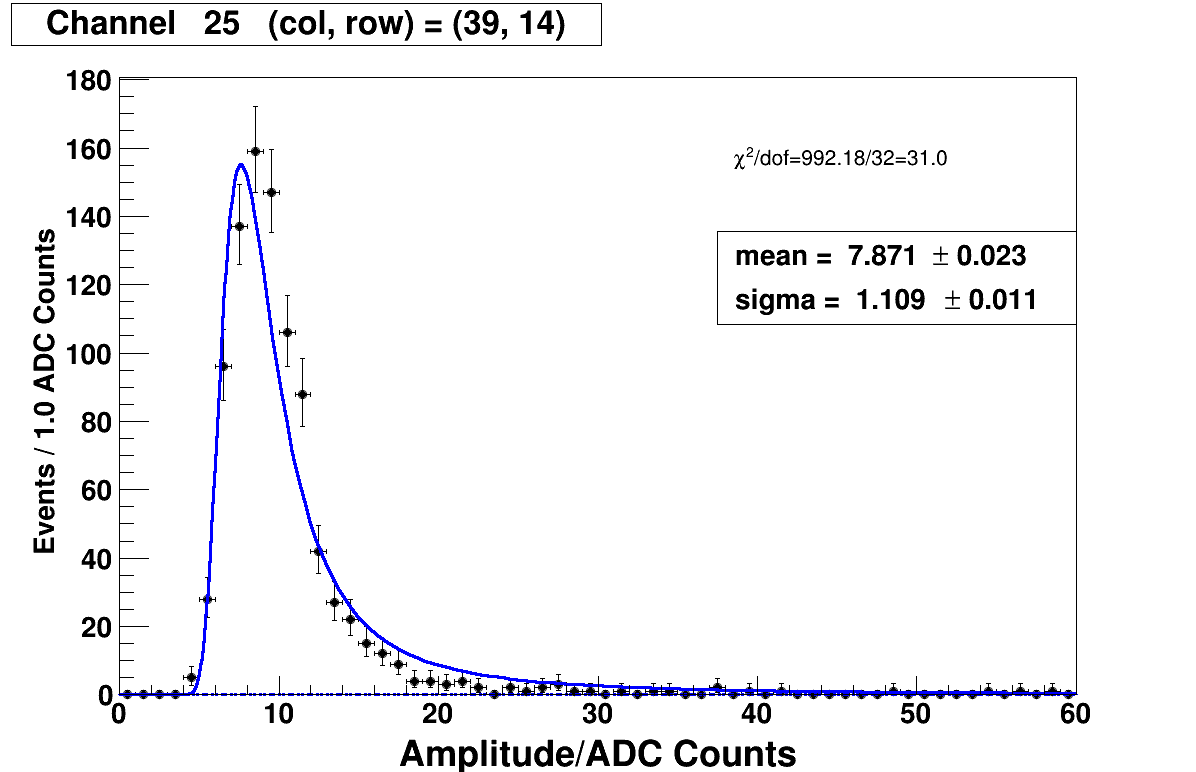 Channel 25 (col, row) = (39, 14)
180
160
140
120
100
80
60
40
20
0
Events / 1.0 ADC Counts
χ²/dof=992.18/32=31.0
mean = 7.871 ± 0.023
sigma = 1.109 ± 0.011
0 10 20 30 40 50 60
Amplitude/ADC Counts